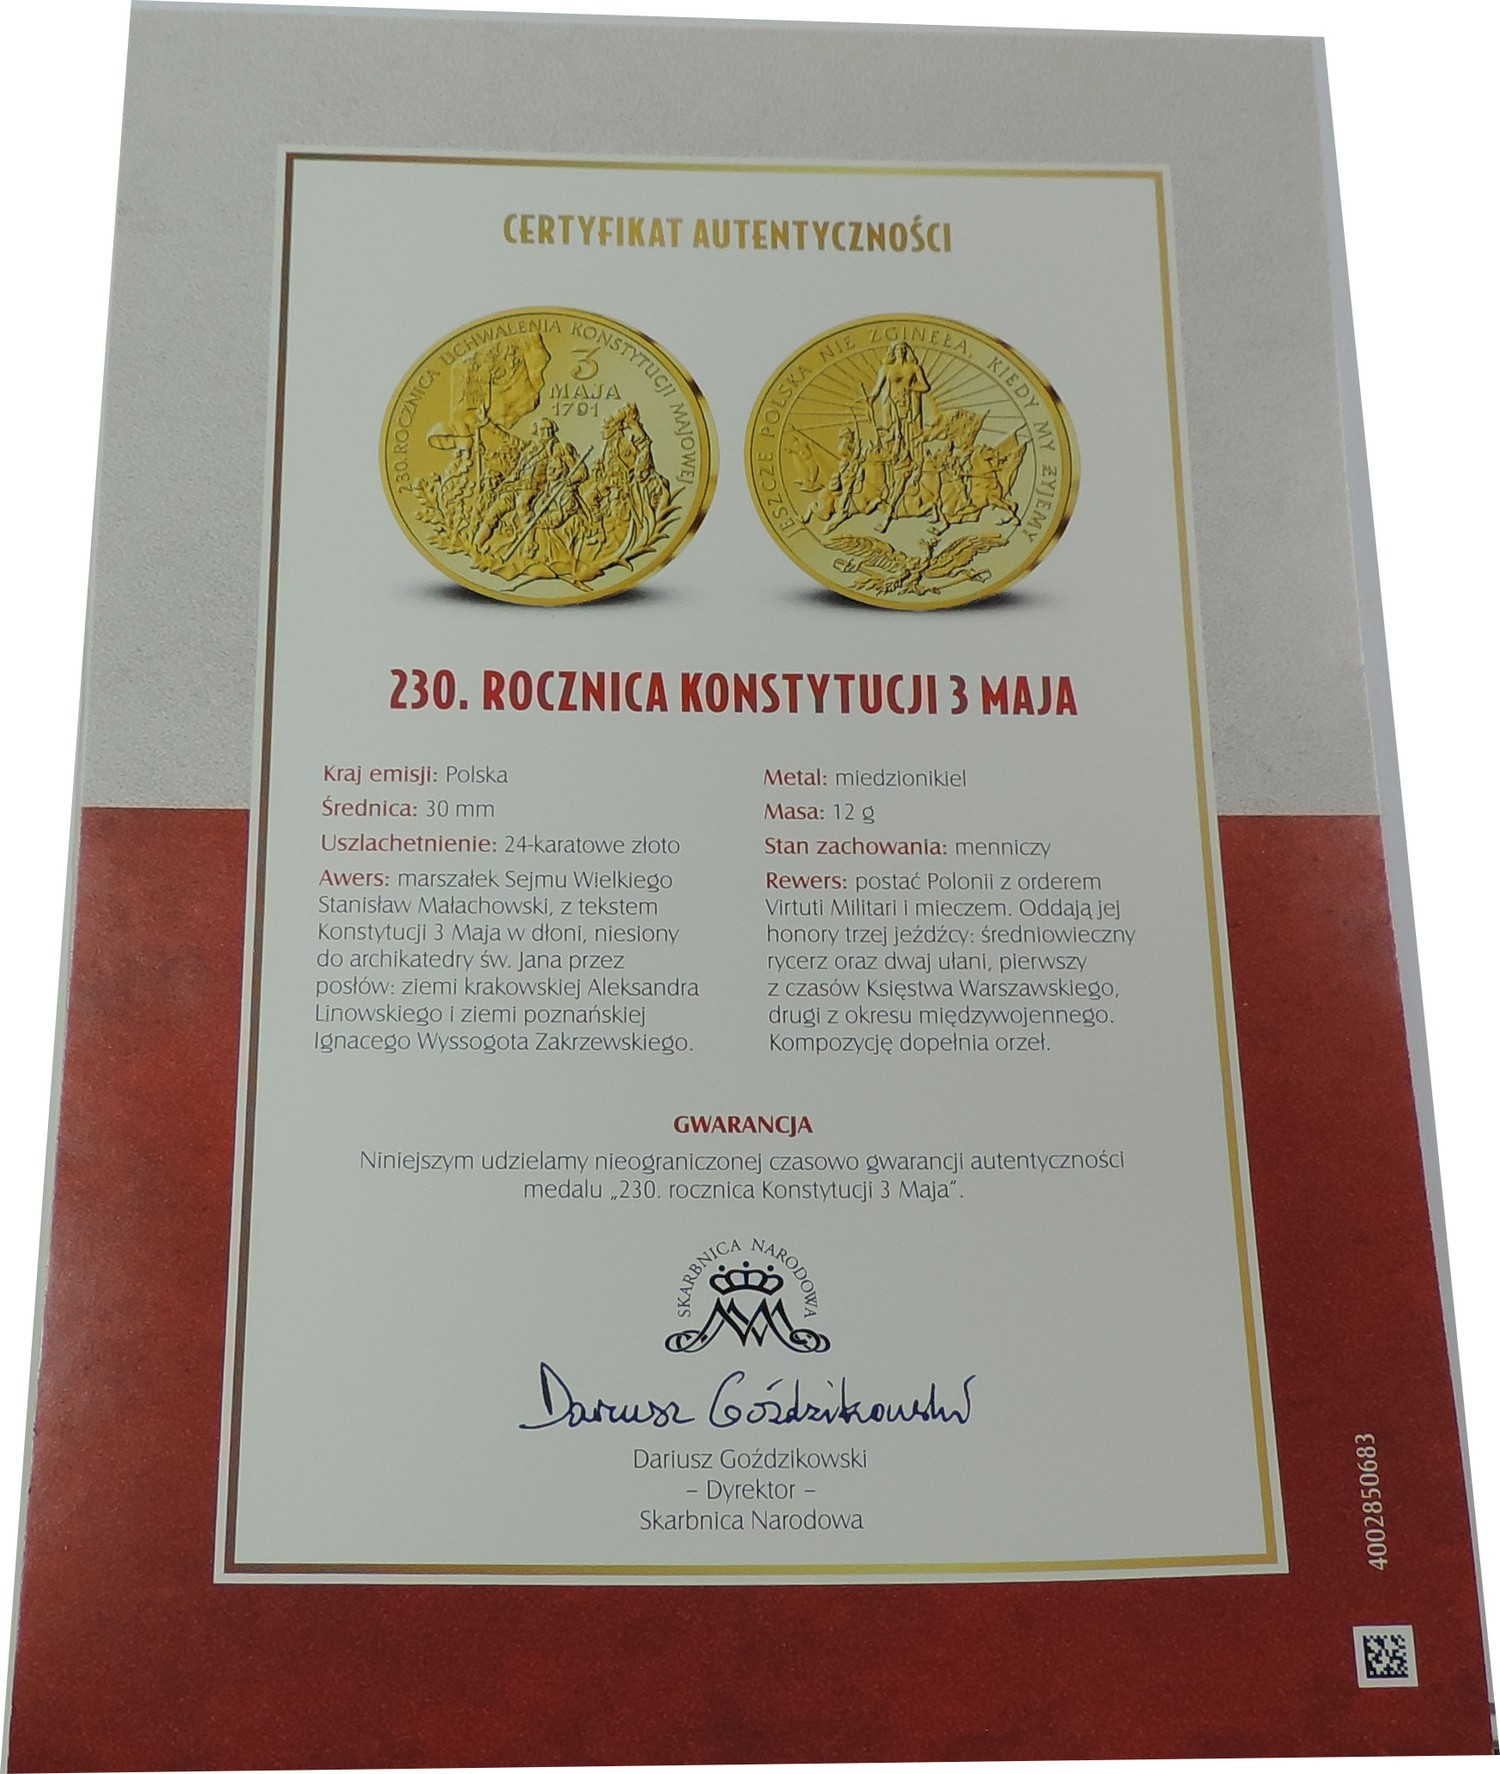 CERTYFIKAT AUTENTYCZNOŚCI
230. ROCZNICA UCHWALENIA KONSTYTUCJI MAJOWEJ
3
MAJA
1791
JESZCZE POLSKA NIE ZGINĘŁA, KIEDY MY ŻYJEMY
230. ROCZNICA KONSTYTUCJI 3 MAJA
Kraj emisji: Polska
Średnica: 30 mm
Uszlachetnienie: 24-karatowe złoto
Awers: marszałek Sejmu Wielkiego
Stanisław Małachowski, z tekstem
Konstytucji 3 Maja w dłoni, niesiony
do archikatedry św. Jana przez
posłów: ziemi krakowskiej Aleksandra
Linowskiego i ziemi poznańskiej
Ignacego Wyssogota Zakrzewskiego.
Metal: miedzionikiel
Masa: 12 g
Stan zachowania: menniczy
Rewers: postać Polonii z orderem
Virtuti Militari i mieczem. Oddają jej
honory trzej jeźdźcy: średniowieczny
rycerz oraz dwaj ułani, pierwszy
z czasów Księstwa Warszawskiego,
drugi z okresu międzywojennego.
Kompozycję dopełnia orzeł.
GWARANCJA
Niniejszym udzielamy nieograniczonej czasowo gwarancji autentyczności
medalu „230. rocznica Konstytucji 3 Maja”.
SKARBNICA NARODOWA
Dariusz Goździkowski
Dariusz Goździkowski
– Dyrektor –
Skarbnica Narodowa
4002850683